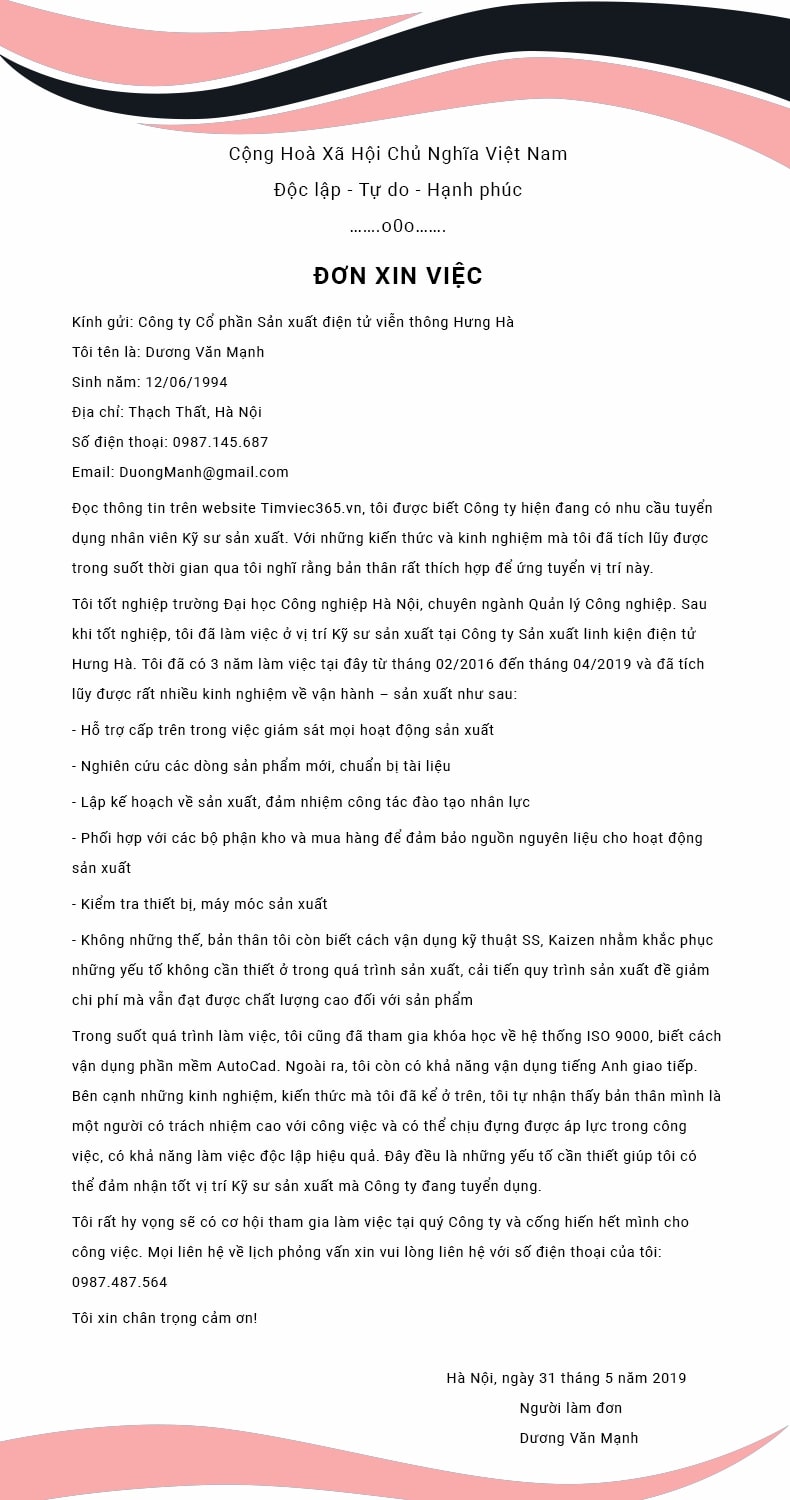 Cộng Hoà Xã Hội Chủ Nghĩa Việt Nam
Độc lập - Tự do - Hạnh phúc
…….o0o…….
ĐƠN XIN VIỆC
Kính gửi: Công ty Cổ phần Sản xuất điện tử viễn thông Hưng Hà
Tôi tên là: Dương Văn Mạnh
Sinh năm: 12/06/1994
Địa chỉ: Thạch Thất, Hà Nội
Số điện thoại: 0987.145.687
Email: DuongManh@gmail.com
Đọc thông tin trên website Timviec365.vn, tôi được biết Công ty hiện đang có nhu cầu tuyển
dụng nhân viên Kỹ sư sản xuất. Với những kiến thức và kinh nghiệm mà tôi đã tích lũy được
trong suốt thời gian qua tôi nghĩ rằng bản thân rất thích hợp để ứng tuyển vị trí này.
Tôi tốt nghiệp trường Đại học Công nghiệp Hà Nội, chuyên ngành Quản lý Công nghiệp. Sau
khi tốt nghiệp, tôi đã làm việc ở vị trí Kỹ sư sản xuất tại Công ty Sản xuất linh kiện điện tử
Hưng Hà. Tôi đã có 3 năm làm việc tại đây từ tháng 02/2016 đến tháng 04/2019 và đã tích
lũy được rất nhiều kinh nghiệm về vận hành – sản xuất như sau:
- Hỗ trợ cấp trên trong việc giám sát mọi hoạt động sản xuất
- Nghiên cứu các dòng sản phẩm mới, chuẩn bị tài liệu
- Lập kế hoạch về sản xuất, đảm nhiệm công tác đào tạo nhân lực
- Phối hợp với các bộ phận kho và mua hàng để đảm bảo nguồn nguyên liệu cho hoạt động
sản xuất
- Kiểm tra thiết bị, máy móc sản xuất
- Không những thế, bản thân tôi còn biết cách vận dụng kỹ thuật SS, Kaizen nhằm khắc phục
những yếu tố không cần thiết ở trong quá trình sản xuất, cải tiến quy trình sản xuất đề giảm
chi phí mà vẫn đạt được chất lượng cao đối với sản phẩm
Trong suốt quá trình làm việc, tôi cũng đã tham gia khóa học về hệ thống ISO 9000, biết cách
vận dụng phần mềm AutoCad. Ngoài ra, tôi còn có khả năng vận dụng tiếng Anh giao tiếp.
Bên cạnh những kinh nghiệm, kiến thức mà tôi đã kể ở trên, tôi tự nhận thấy bản thân mình là
một người có trách nhiệm cao với công việc và có thể chịu đựng được áp lực trong công
việc, có khả năng làm việc độc lập hiệu quả. Đây đều là những yếu tố cần thiết giúp tôi có
thể đảm nhận tốt vị trí Kỹ sư sản xuất mà Công ty đang tuyển dụng.
Tôi rất hy vọng sẽ có cơ hội tham gia làm việc tại quý Công ty và cống hiến hết mình cho
công việc. Mọi liên hệ về lịch phỏng vấn xin vui lòng liên hệ với số điện thoại của tôi:
0987.487.564
Tôi xin chân trọng cảm ơn!
Hà Nội, ngày 31 tháng 5 năm 2019
Người làm đơn
Dương Văn Mạnh